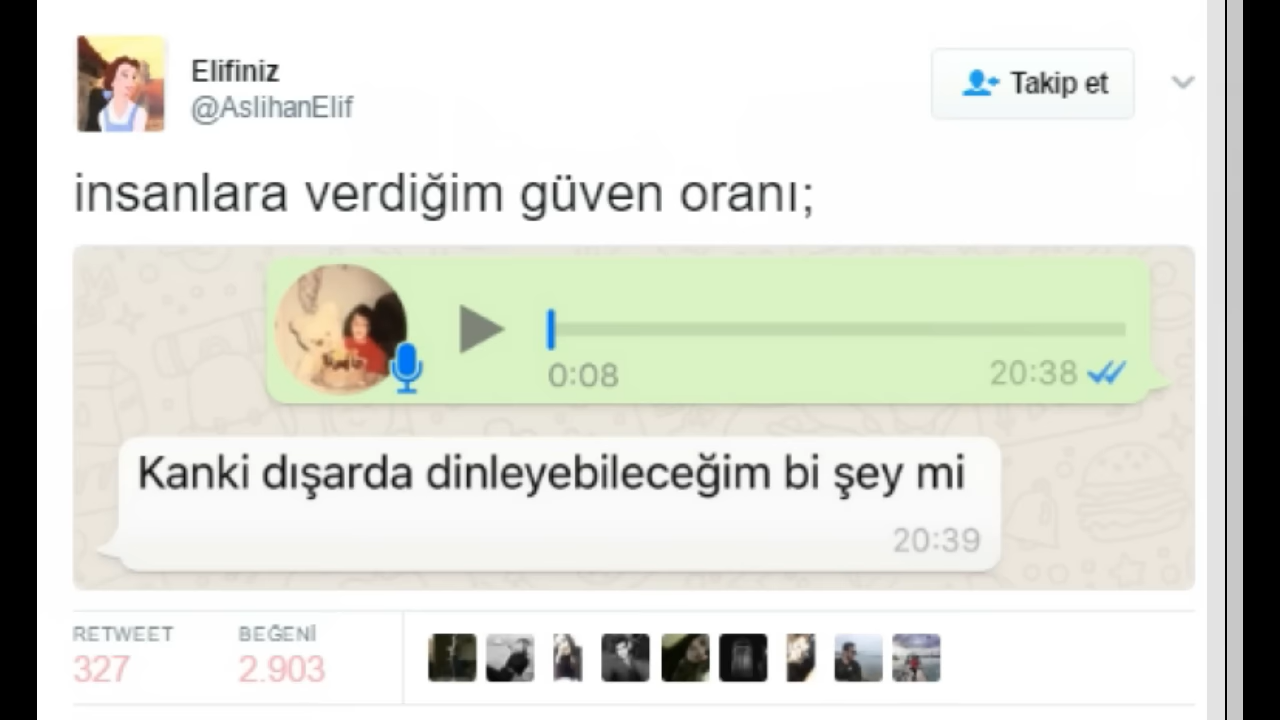 Elifiniz
@AslihanElif
Takip et
insanlara verdiğim güven oranı;
0:08
20:38
Kanki dışarda dinleyebileceğim bi şey mi
20:39
RETWEET
327
BEĞENİ
2.903